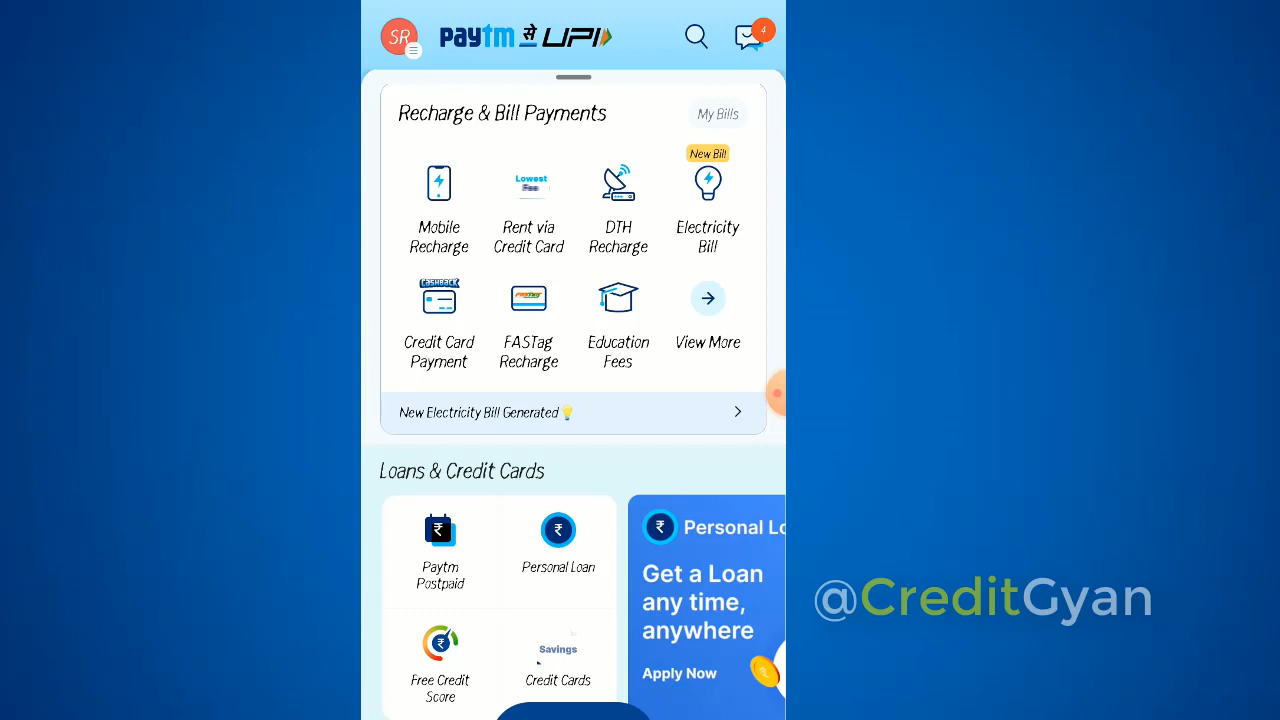 SR
paytm से UPI
4
Recharge & Bill Payments
My Bills
New Bill
Lowest
Fee
Mobile
Recharge
Rent via
Credit Card
DTH
Recharge
Electricity
Bill
CASHBACK
FASTag
Credit Card
Payment
FASTag
Recharge
Education
Fees
View More
New Electricity Bill Generated
Loans & Credit Cards
Paytm
Postpaid
Personal Loan
Free Credit
Score
Savings
Credit Cards
Personal Lo
Get a Loan
any time,
anywhere
Apply Now
@CreditGyan